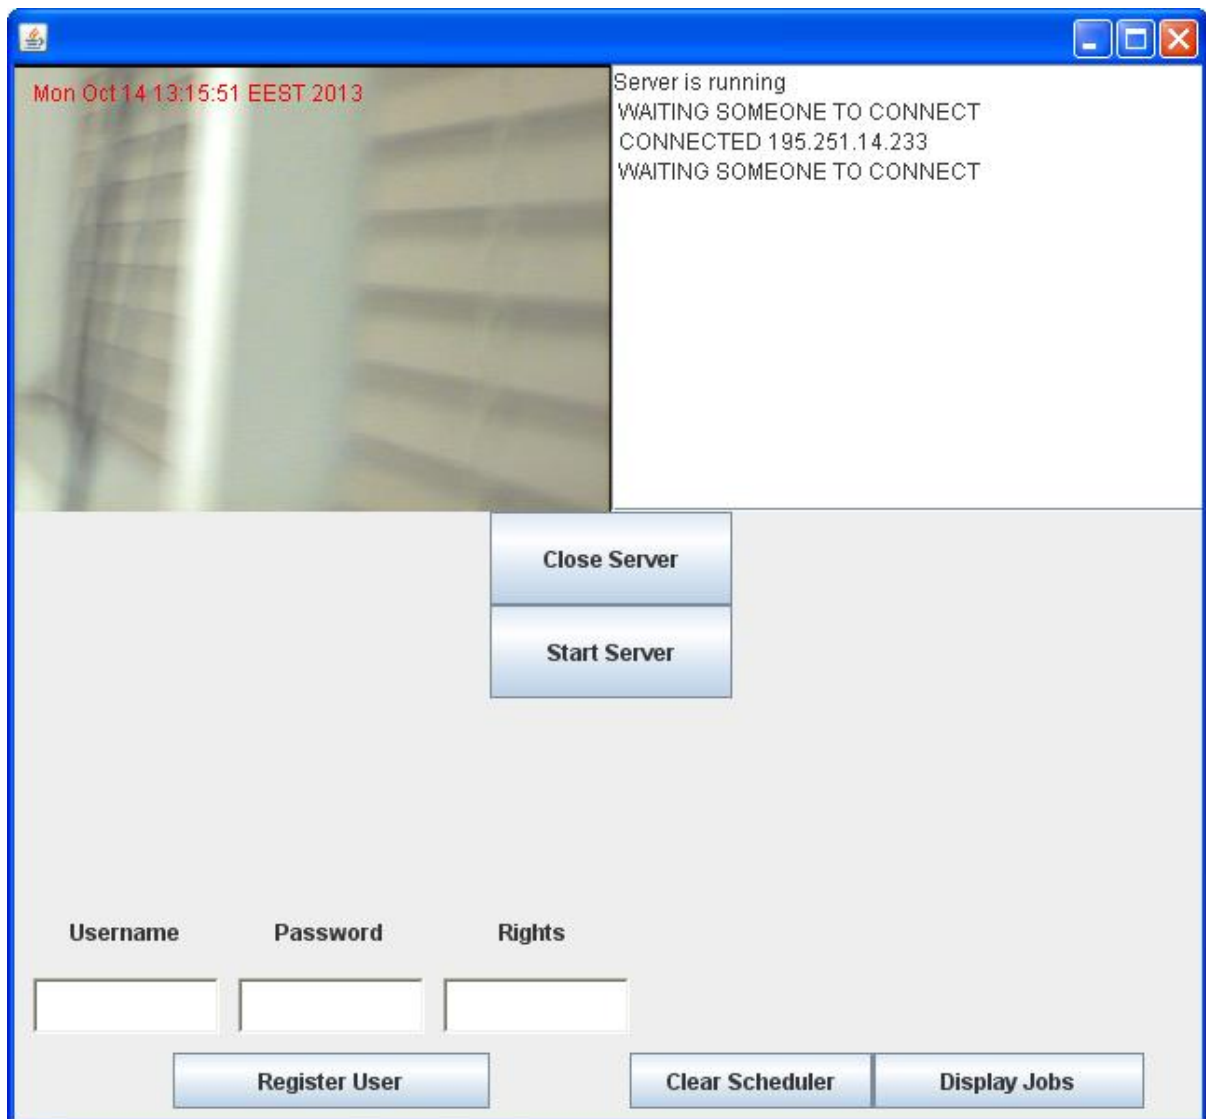 Mon Oct 14 13:15:51 EEST 2013
Server is running
WAITING SOMEONE TO CONNECT
CONNECTED 195.251.14.233
WAITING SOMEONE TO CONNECT
Close Server
Start Server
Username Password Rights
Register User Clear Scheduler Display Jobs